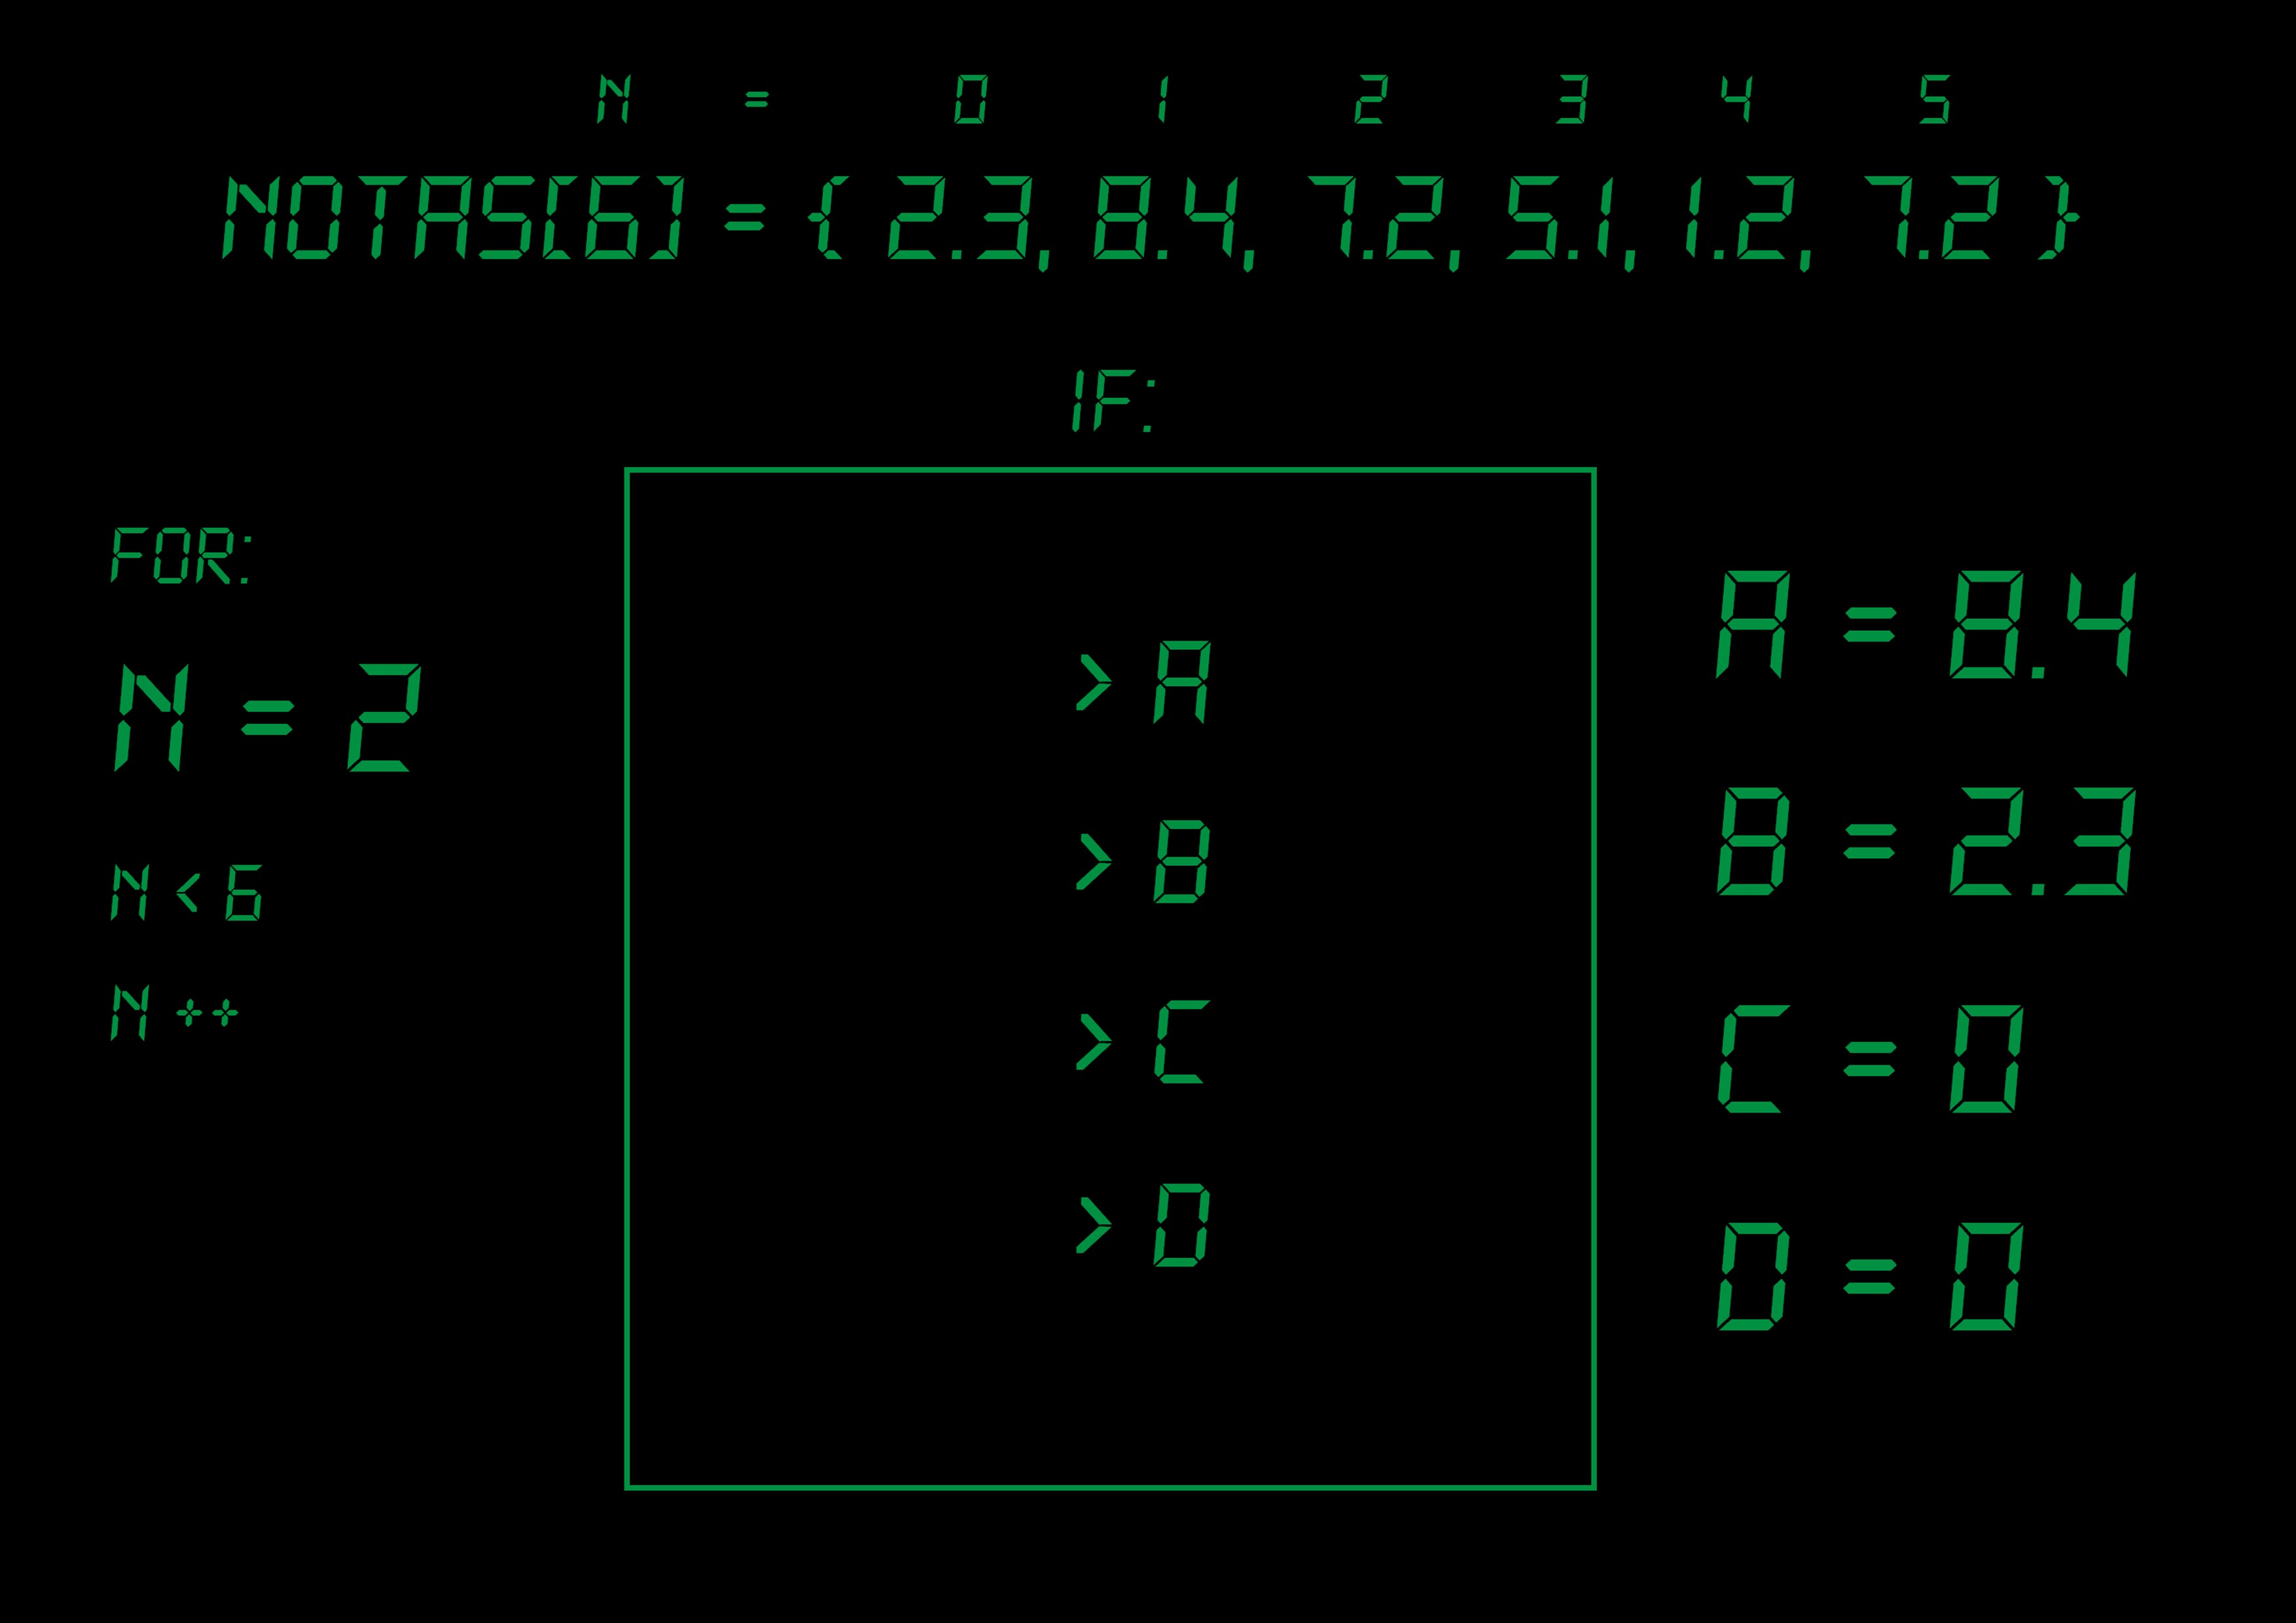 N = 0 1 2 3 4 5
NOTAS[6] = { 2.3, 8.4, 7.2, 5.1, 1.2, 7.2 }
IF:
FOR:
N = 2
N < 6
N ++
> A
> B
> C
> D
A = 8.4
B = 2.3
C = 0
D = 0